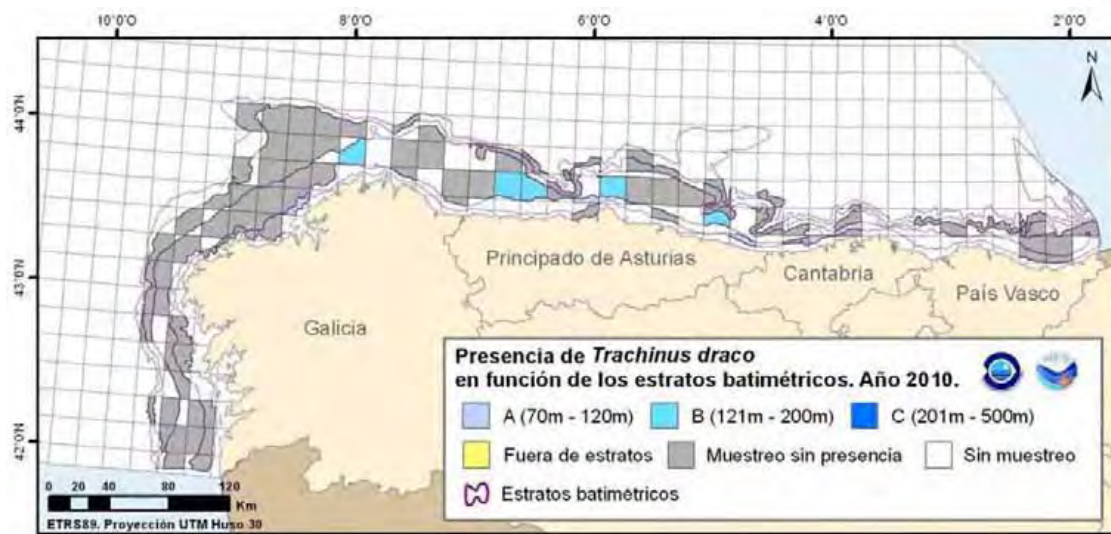 10°0'O 8°0'O 6°0'O 4°0'O 2°0'O
N
44°0'N
43°0'N
42°0'N
Principado de Asturias
Cantabria
País Vasco
Galicia
Presencia de Trachinus draco
en función de los estratos batimétricos. Año 2010.
A (70m - 120m) B (121m - 200m) C (201m - 500m)
Fuera de estratos Muestreo sin presencia Sin muestreo
Estratos batimétricos
0 20 40 80 120
Km
ETRS89. Proyección UTM Huso 30